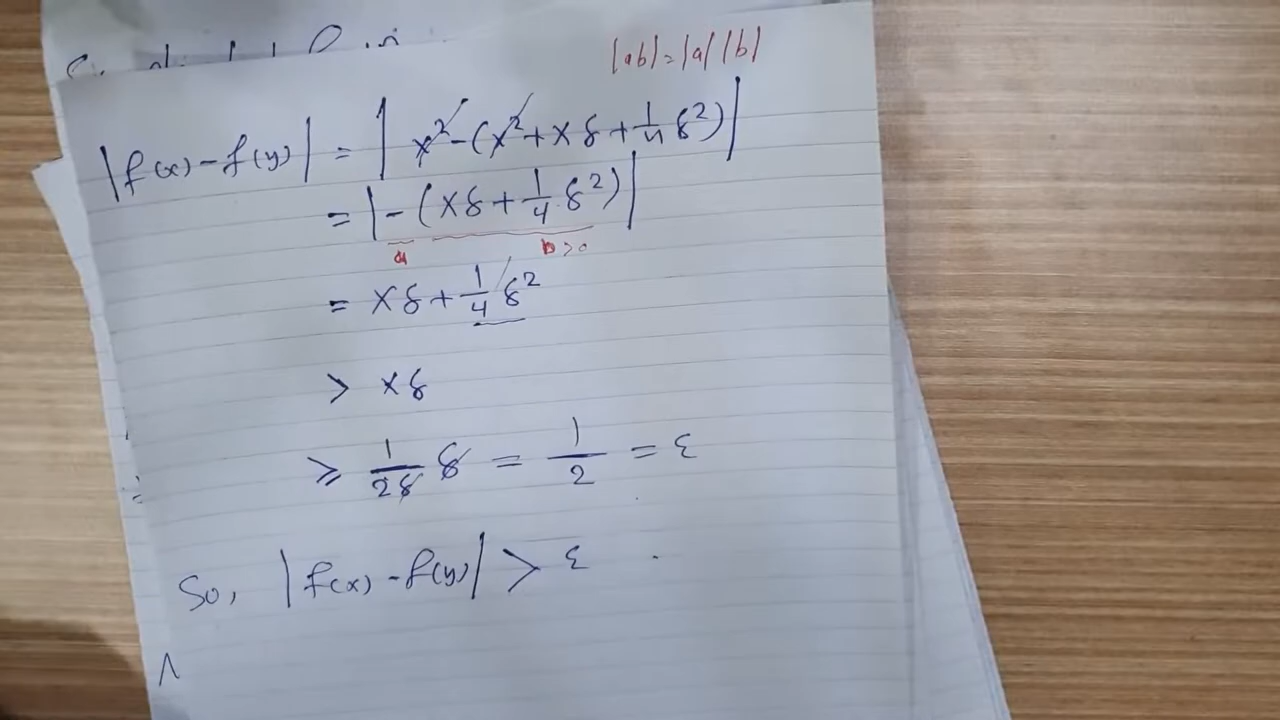 |ab|=|a||b|
|f(x)-f(y)| = |x²-(x²+xδ+1/4 δ²)|
= |-(xδ+1/4 δ²)|
a b>0
= xδ+1/4 δ²
> xδ
≥ 1/2δ δ = 1/2 = ε
So, |f(x)-f(y)| > ε